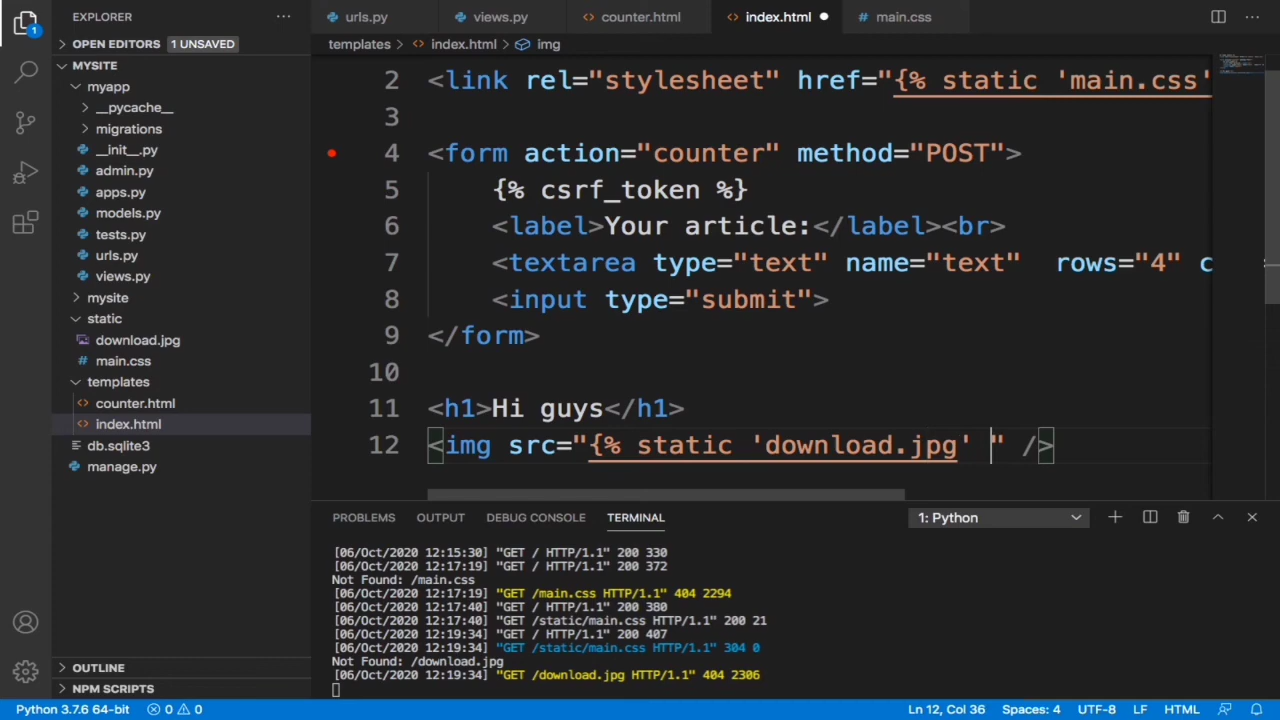 EXPLORER
OPEN EDITORS 1 UNSAVED
MYSITE
myapp
__pycache__
migrations
__init__.py
admin.py
apps.py
models.py
tests.py
urls.py
views.py
mysite
static
download.jpg
main.css
templates
counter.html
index.html
db.sqlite3
manage.py
OUTLINE
NPM SCRIPTS
urls.py views.py counter.html index.html main.css
templates > index.html > img
2 <link rel="stylesheet" href="{% static 'main.css'
3
4 <form action="counter" method="POST">
5 {% csrf_token %}
6 <label>Your article:</label><br>
7 <textarea type="text" name="text" rows="4" c
8 <input type="submit">
9 </form>
10
11 <h1>Hi guys</h1>
12 <img src="{% static 'download.jpg' " />
PROBLEMS OUTPUT DEBUG CONSOLE TERMINAL 1: Python
[06/Oct/2020 12:15:30] "GET / HTTP/1.1" 200 330
[06/Oct/2020 12:17:19] "GET / HTTP/1.1" 200 372
Not Found: /main.css
[06/Oct/2020 12:17:19] "GET /main.css HTTP/1.1" 404 2294
[06/Oct/2020 12:17:40] "GET / HTTP/1.1" 200 380
[06/Oct/2020 12:17:40] "GET /static/main.css HTTP/1.1" 200 21
[06/Oct/2020 12:19:34] "GET / HTTP/1.1" 200 407
[06/Oct/2020 12:19:34] "GET /static/main.css HTTP/1.1" 304 0
Not Found: /download.jpg
[06/Oct/2020 12:19:34] "GET /download.jpg HTTP/1.1" 404 2306
Python 3.7.6 64-bit 0 0 Ln 12, Col 36 Spaces: 4 UTF-8 LF HTML